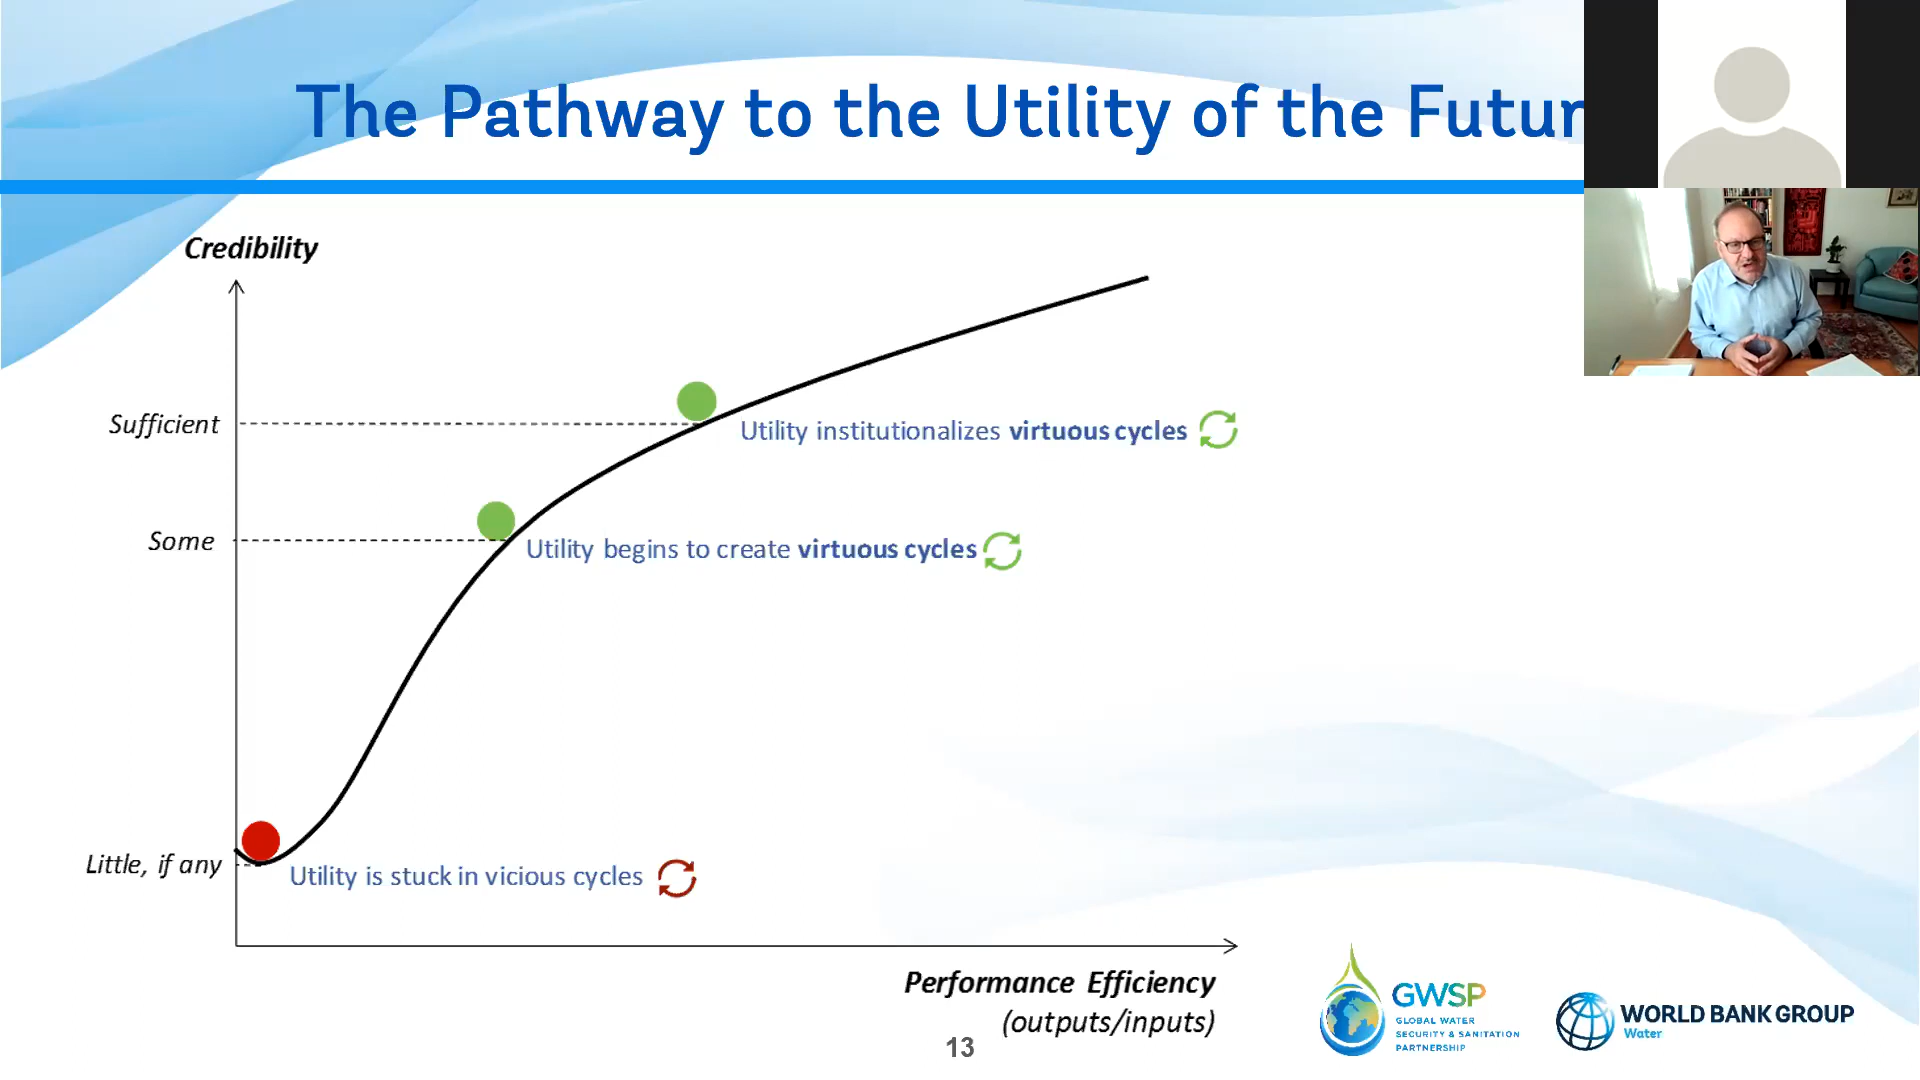 The Pathway to the Utility of the Futur
Credibility
Sufficient
Utility institutionalizes virtuous cycles
Some
Utility begins to create virtuous cycles
Little, if any
Utility is stuck in vicious cycles
Performance Efficiency
(outputs/inputs)
13
GWSP
GLOBAL WATER
SECURITY & SANITATION
PARTNERSHIP
WORLD BANK GROUP
Water